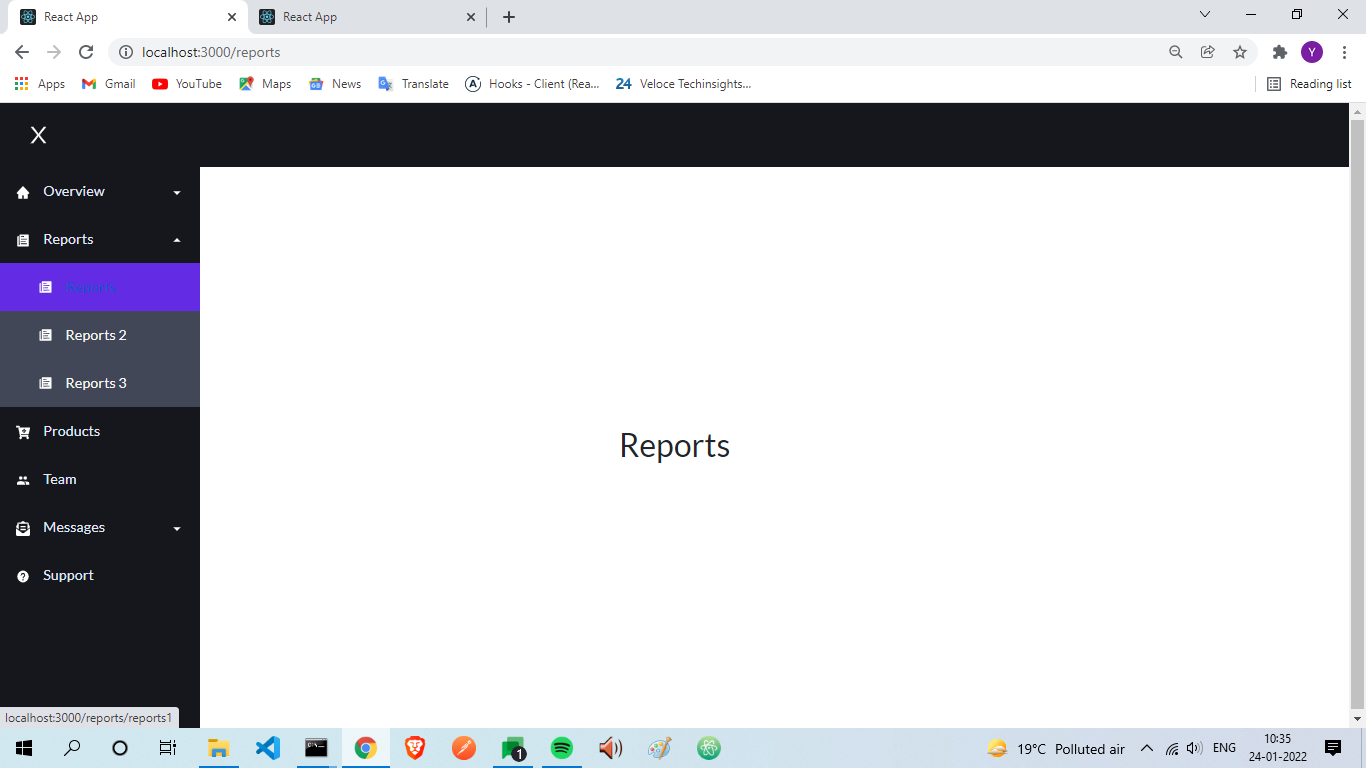 React App
React App
localhost:3000/reports
Y
Apps
Gmail
YouTube
Maps
News
Translate
Hooks - Client (Rea...
24 Veloce Techinsights...
Reading list
X
Overview
Reports
Reports
Reports 2
Reports 3
Products
Team
Messages
Support
Reports
localhost:3000/reports/reports1
1
19°C Polluted air
ENG
10:35
24-01-2022